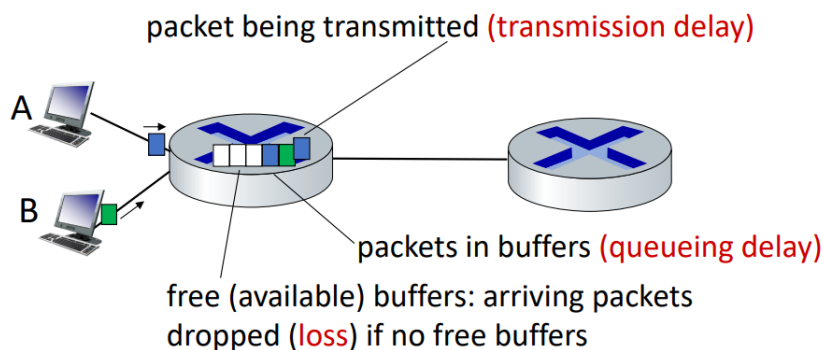 packet being transmitted (transmission delay)
A
B
packets in buffers (queueing delay)
free (available) buffers: arriving packets
dropped (loss) if no free buffers